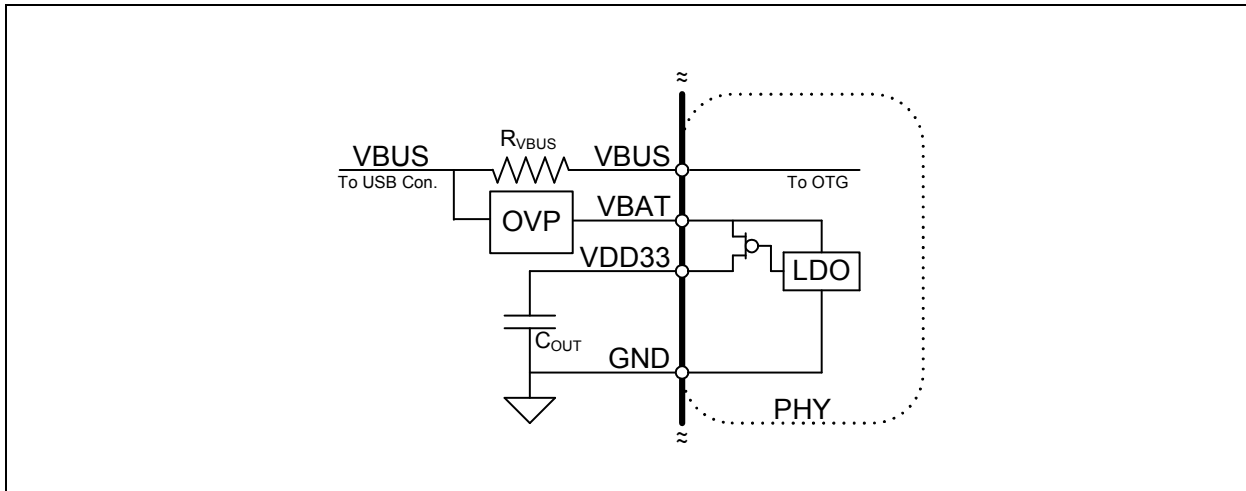 RVBUS
VBUS
VBUS
To USB Con.
To OTG
OVP
VBAT
VDD33
LDO
COUT
GND
PHY